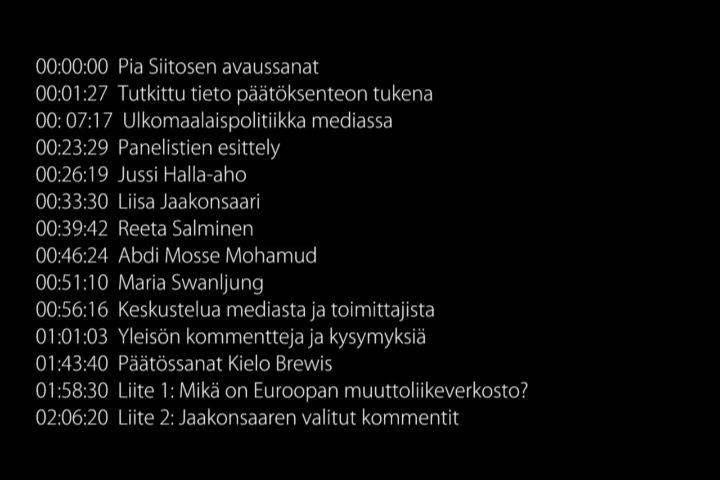 00:00:00 Pia Siitosen avaussanat
00:01:27 Tutkittu tieto päätöksenteon tukena
00: 07:17 Ulkomaalaispolitiikka mediassa
00:23:29 Panelistien esittely
00:26:19 Jussi Halla-aho
00:33:30 Liisa Jaakonsaari
00:39:42 Reeta Salminen
00:46:24 Abdi Mosse Mohamud
00:51:10 Maria Swanljung
00:56:16 Keskustelua mediasta ja toimittajista
01:01:03 Yleisön kommentteja ja kysymyksiä
01:43:40 Päätössanat Kielo Brewis
01:58:30 Liite 1: Mikä on Euroopan muuttoliikeverkosto?
02:06:20 Liite 2: Jaakonsaaren valitut kommentit